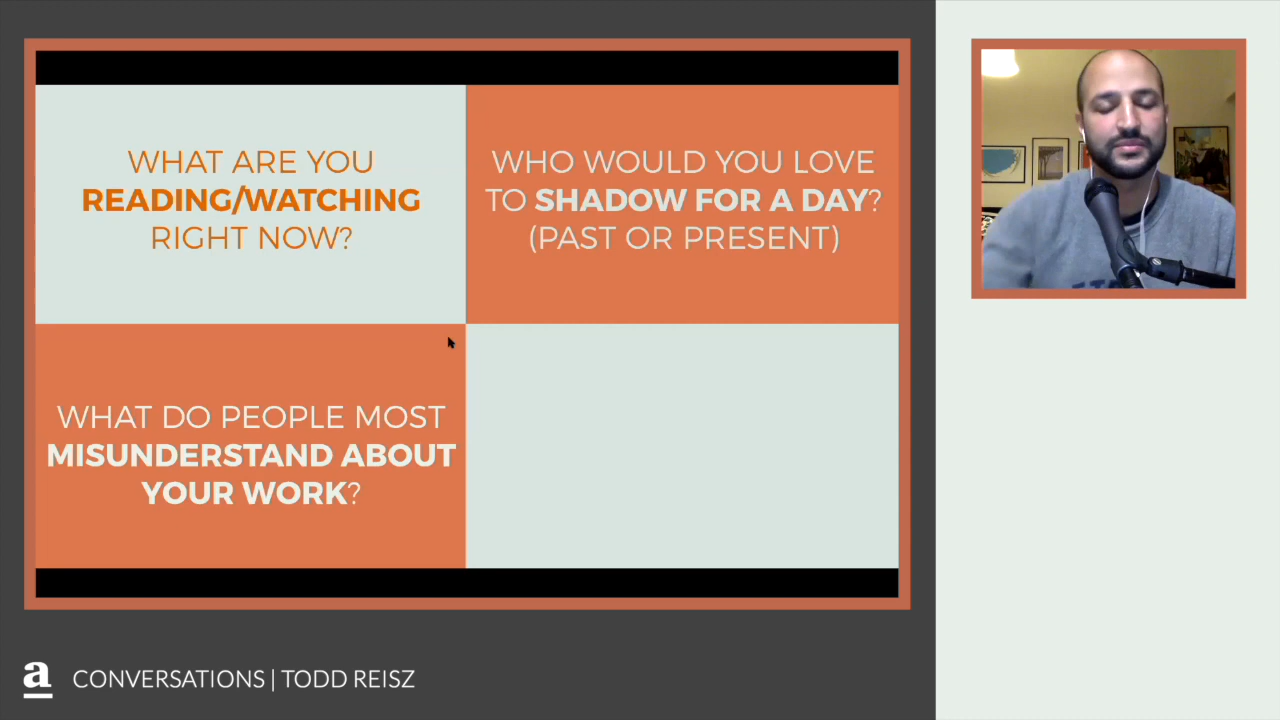 WHAT ARE YOU
READING/WATCHING
RIGHT NOW?
WHO WOULD YOU LOVE
TO SHADOW FOR A DAY?
(PAST OR PRESENT)
WHAT DO PEOPLE MOST
MISUNDERSTAND ABOUT
YOUR WORK?
a CONVERSATIONS | TODD REISZ